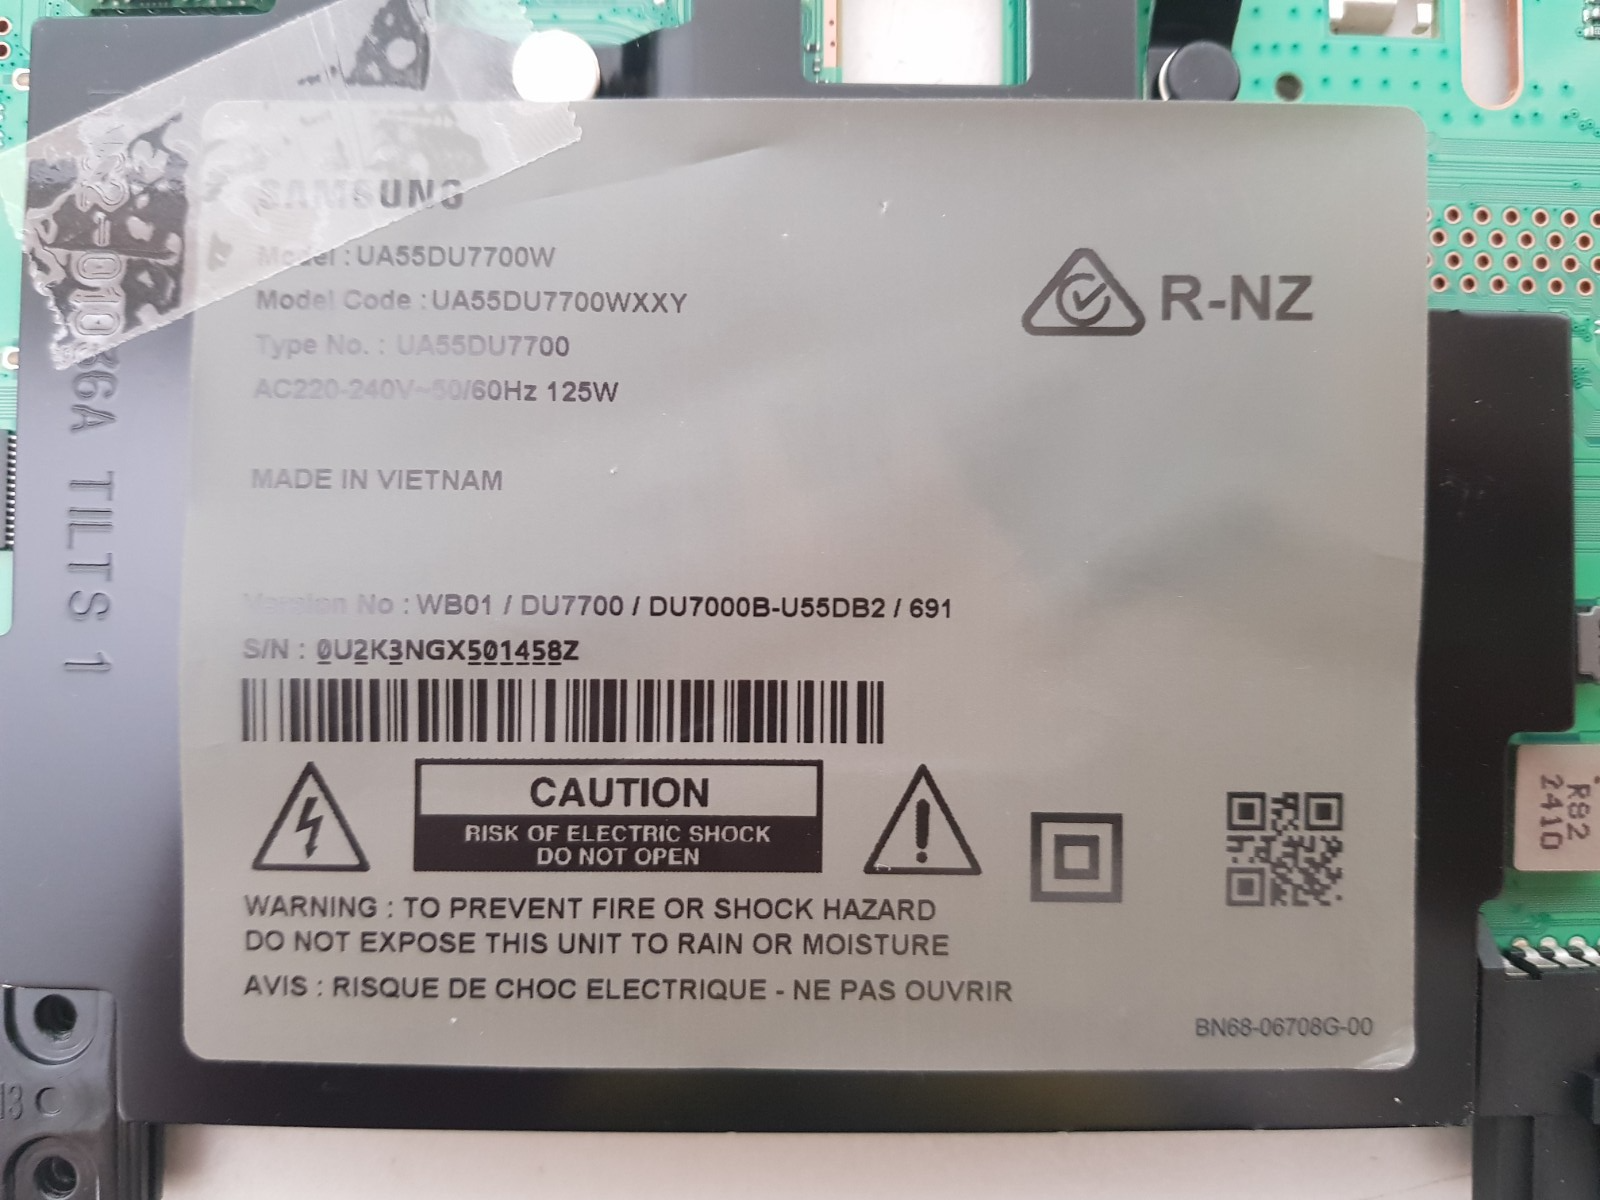 SAMSUNG
Model : UA55DU7700W
Model Code : UA55DU7700WXXY
Type No. : UA55DU7700
AC220-240V~50/60Hz 125W
R-NZ
MADE IN VIETNAM
Version No : WB01 / DU7700 / DU7000B-U55DB2 / 691
S/N : 0U2K3NGX501458Z
CAUTION
RISK OF ELECTRIC SHOCK
DO NOT OPEN
WARNING : TO PREVENT FIRE OR SHOCK HAZARD
DO NOT EXPOSE THIS UNIT TO RAIN OR MOISTURE
AVIS : RISQUE DE CHOC ELECTRIQUE - NE PAS OUVRIR
BN68-06708G-00
TILTS 1
R82
2410